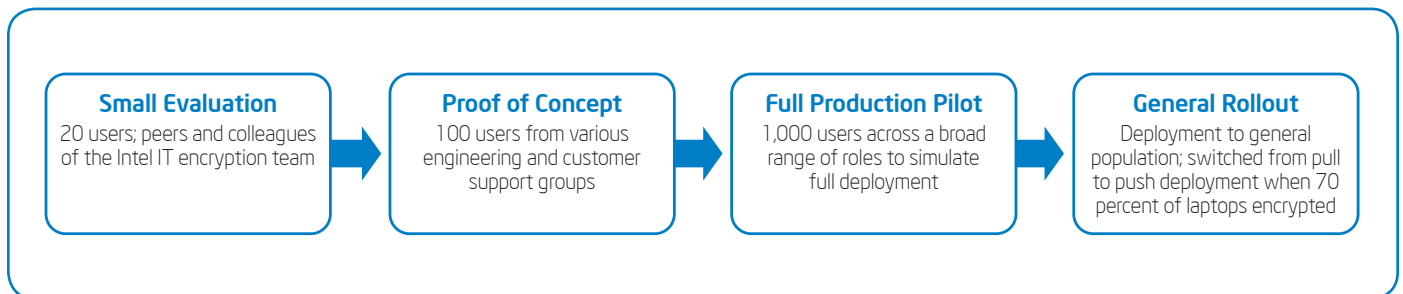 Small Evaluation
20 users; peers and colleagues
of the Intel IT encryption team
Proof of Concept
100 users from various
engineering and customer
support groups
Full Production Pilot
1,000 users across a broad
range of roles to simulate
full deployment
General Rollout
Deployment to general
population; switched from pull
to push deployment when 70
percent of laptops encrypted